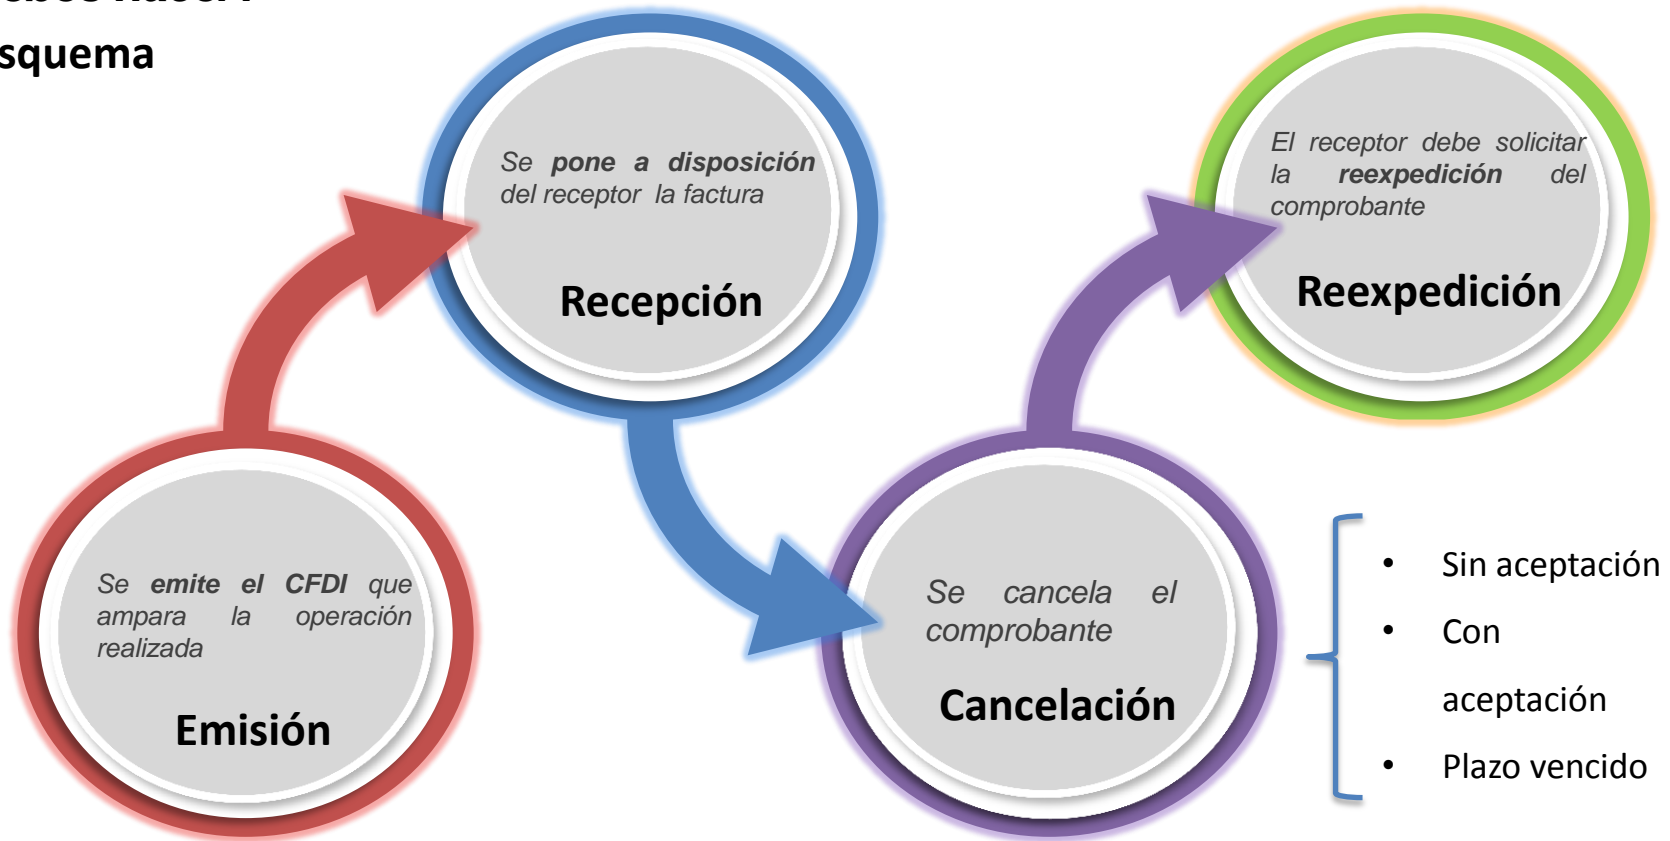 squema
Se pone a disposición
del receptor la factura
Recepción
El receptor debe solicitar
la reexpedición del
comprobante
Reexpedición
Se emite el CFDI que
ampara la operación
realizada
Emisión
Se cancela el
comprobante
Cancelación
• Sin aceptación
• Con
aceptación
• Plazo vencido